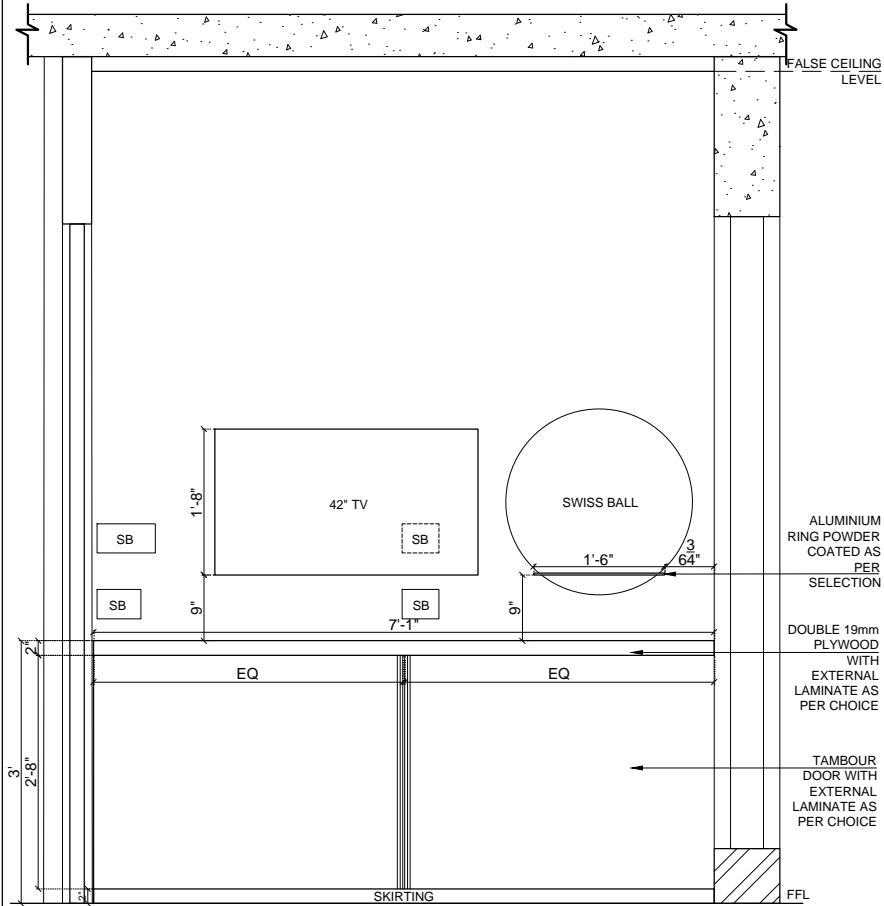 FALSE CEILING
LEVEL
1'-8"
42" TV
SWISS BALL
SB
SB
ALUMINIUM
RING POWDER
COATED AS
PER
SELECTION
1'-6"
3
64"
SB
SB
9"
9"
7'-1"
DOUBLE 19mm
PLYWOOD
WITH
EXTERNAL
LAMINATE AS
PER CHOICE
2"
EQ
EQ
3'
2'-8"
TAMBOUR
DOOR WITH
EXTERNAL
LAMINATE AS
PER CHOICE
2"
SKIRTING
FFL